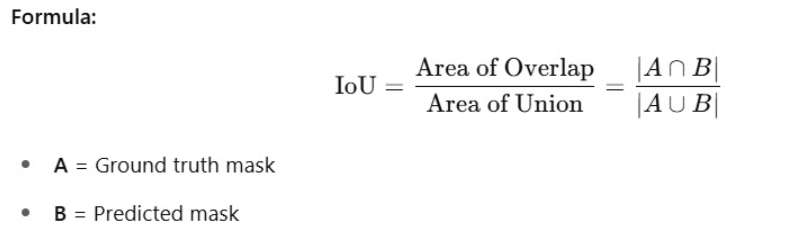 Formula:
IoU = Area of Overlap / Area of Union = |A ∩ B| / |A ∪ B|
• A = Ground truth mask
• B = Predicted mask